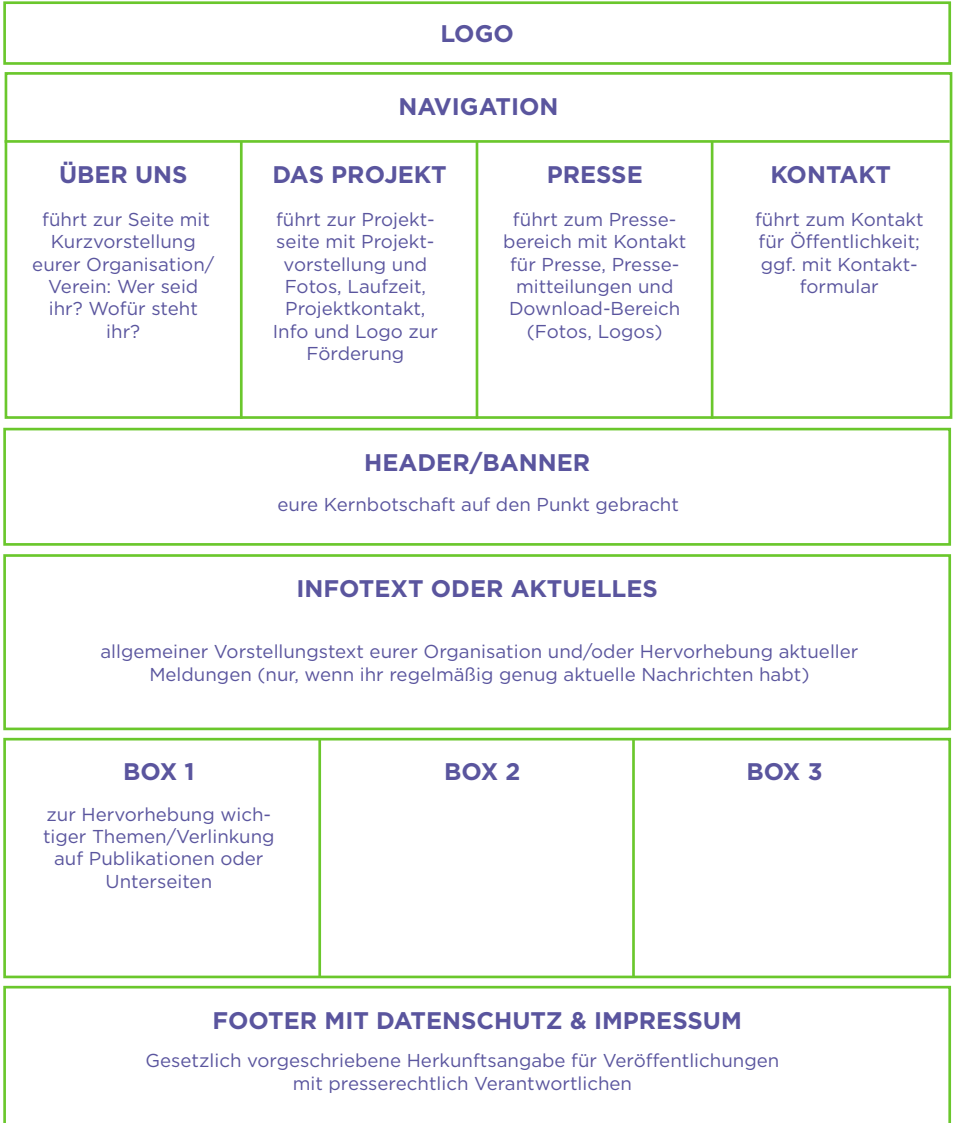 LOGO
NAVIGATION
ÜBER UNS
führt zur Seite mit
Kurzvorstellung
eurer Organisation/
Verein: Wer seid
ihr? Wofür steht
ihr?
DAS PROJEKT
führt zur Projekt-
seite mit Projekt-
vorstellung und
Fotos, Laufzeit,
Projektkontakt,
Info und Logo zur
Förderung
PRESSE
führt zum Presse-
bereich mit Kontakt
für Presse, Presse-
mitteilungen und
Download-Bereich
(Fotos, Logos)
KONTAKT
führt zum Kontakt
für Öffentlichkeit;
ggf. mit Kontakt-
formular
HEADER/BANNER
eure Kernbotschaft auf den Punkt gebracht
INFOTEXT ODER AKTUELLES
allgemeiner Vorstellungstext eurer Organisation und/oder Hervorhebung aktueller
Meldungen (nur, wenn ihr regelmäßig genug aktuelle Nachrichten habt)
BOX 1
zur Hervorhebung wich-
tiger Themen/Verlinkung
auf Publikationen oder
Unterseiten
BOX 2
BOX 3
FOOTER MIT DATENSCHUTZ & IMPRESSUM
Gesetzlich vorgeschriebene Herkunftsangabe für Veröffentlichungen
mit presserechtlich Verantwortlichen